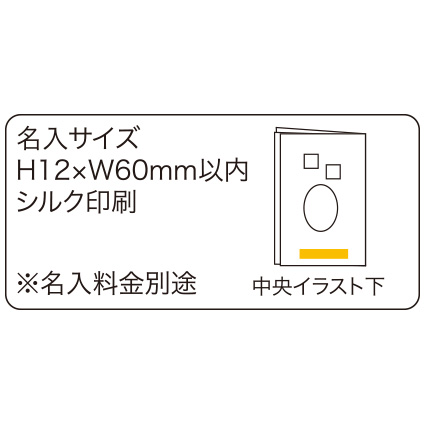 名入サイズ
H12×W60mm以内
シルク印刷
※名入料金別途
中央イラスト下